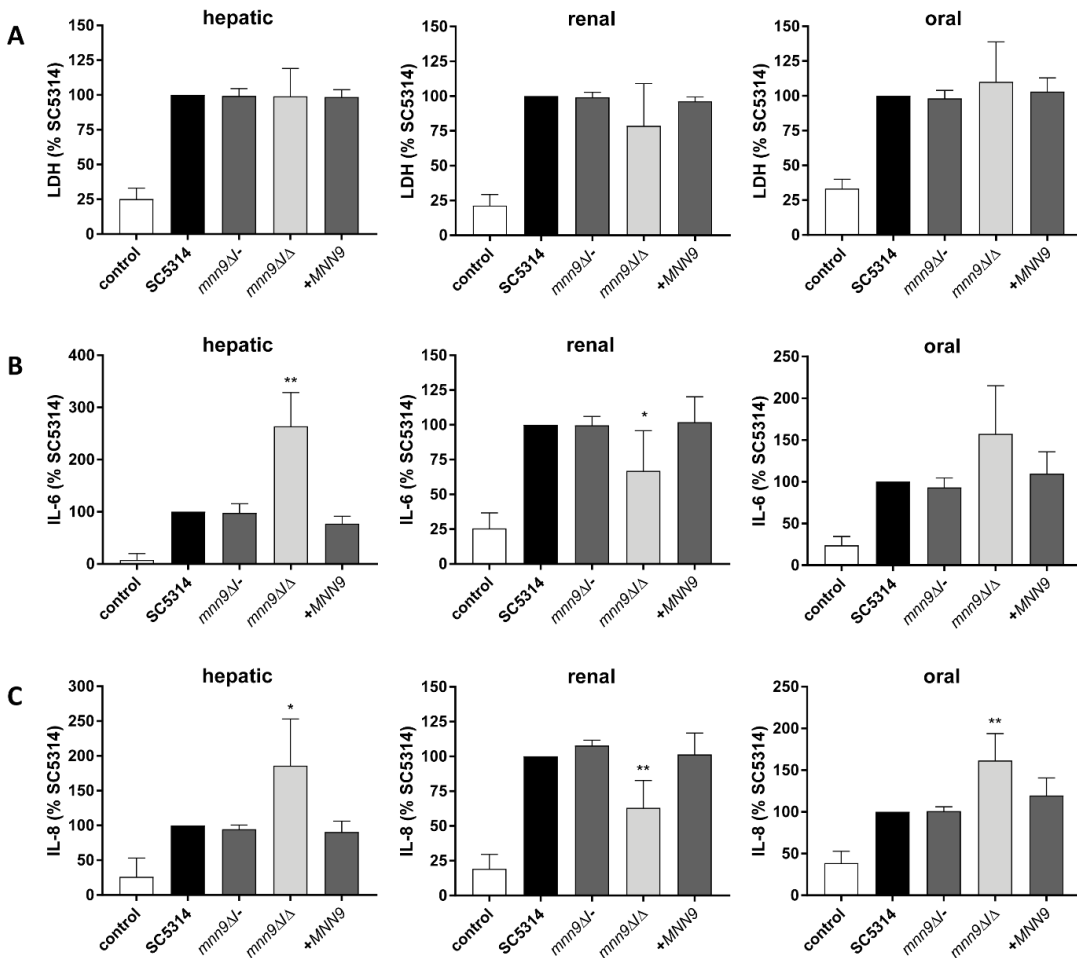 A
hepatic
LDH (% SC5314)
125
100
75
50
25
0
control
SC5314
mnn9Δ/-
mnn9Δ/Δ
+MNN9
renal
LDH (% SC5314)
125
100
75
50
25
0
control
SC5314
mnn9Δ/-
mnn9Δ/Δ
+MNN9
oral
LDH (% SC5314)
150
125
100
75
50
25
0
control
SC5314
mnn9Δ/-
mnn9Δ/Δ
+MNN9
B
hepatic
IL-6 (% SC5314)
400
300
200
100
0
**
control
SC5314
mnn9Δ/-
mnn9Δ/Δ
+MNN9
renal
IL-6 (% SC5314)
150
125
100
75
50
25
0
*
control
SC5314
mnn9Δ/-
mnn9Δ/Δ
+MNN9
oral
IL-6 (% SC5314)
250
200
150
100
50
0
control
SC5314
mnn9Δ/-
mnn9Δ/Δ
+MNN9
C
hepatic
IL-8 (% SC5314)
300
250
200
150
100
50
0
*
control
SC5314
mnn9Δ/-
mnn9Δ/Δ
+MNN9
renal
IL-8 (% SC5314)
150
125
100
75
50
25
0
**
control
SC5314
mnn9Δ/-
mnn9Δ/Δ
+MNN9
oral
IL-8 (% SC5314)
250
200
150
100
50
0
**
control
SC5314
mnn9Δ/-
mnn9Δ/Δ
+MNN9